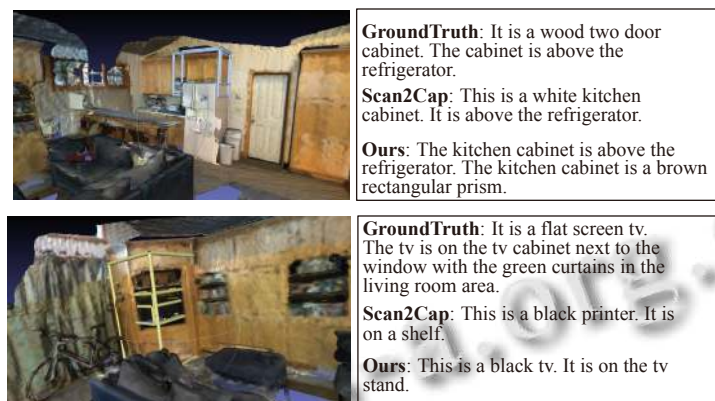 GroundTruth: It is a wood two door
cabinet. The cabinet is above the
refrigerator.
Scan2Cap: This is a white kitchen
cabinet. It is above the refrigerator.
Ours: The kitchen cabinet is above the
refrigerator. The kitchen cabinet is a brown
rectangular prism.
GroundTruth: It is a flat screen tv.
The tv is on the tv cabinet next to the
window with the green curtains in the
living room area.
Scan2Cap: This is a black printer. It is
on a shelf.
Ours: This is a black tv. It is on the tv
stand.